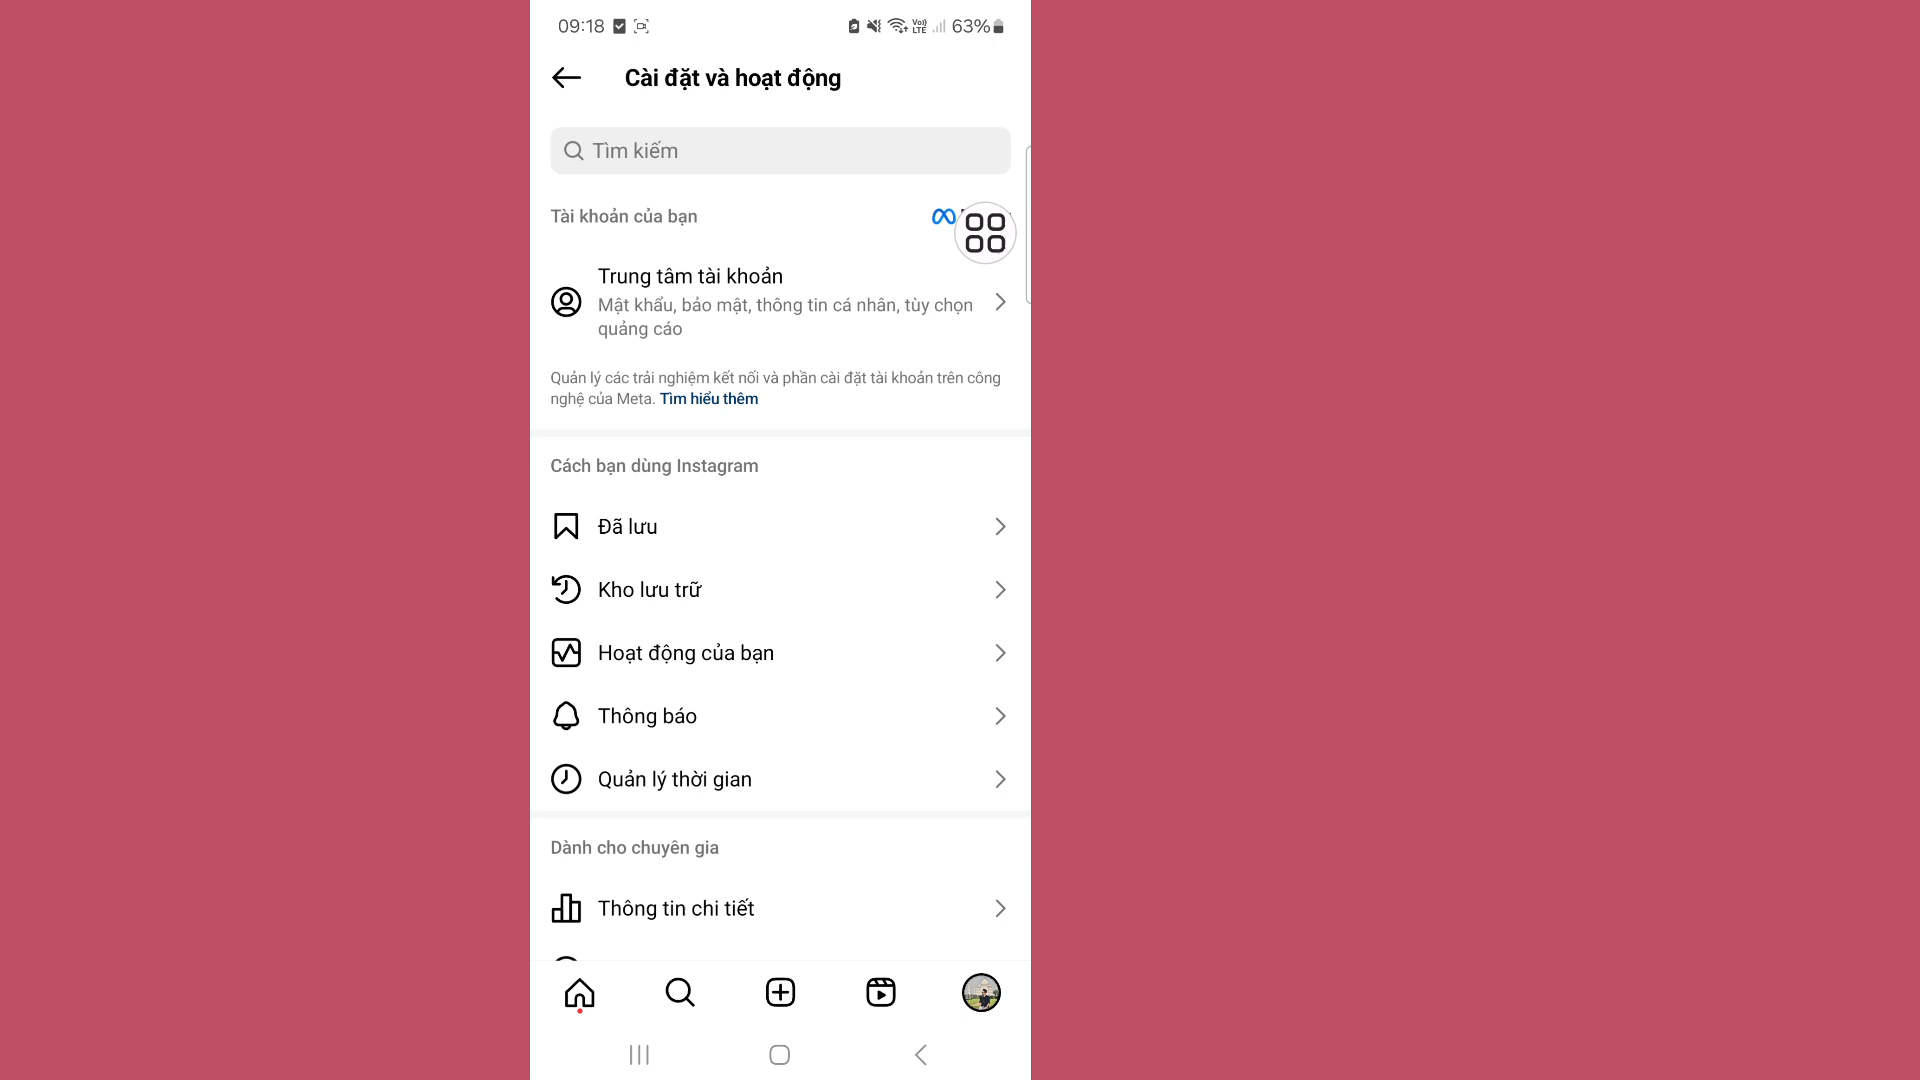 09:18
Vo)) LTE 63%
Cài đặt và hoạt động
Tìm kiếm
Tài khoản của bạn
Trung tâm tài khoản
Mật khẩu, bảo mật, thông tin cá nhân, tùy chọn
quảng cáo
Quản lý các trải nghiệm kết nối và phần cài đặt tài khoản trên công
nghệ của Meta. Tìm hiểu thêm
Cách bạn dùng Instagram
Đã lưu
Kho lưu trữ
Hoạt động của bạn
Thông báo
Quản lý thời gian
Dành cho chuyên gia
Thông tin chi tiết